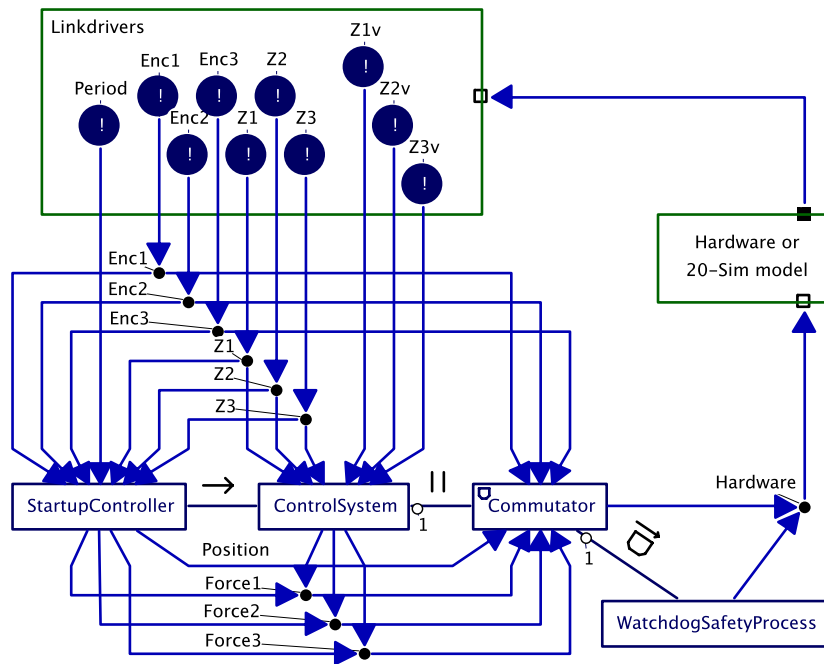 Linkdrivers
Z1v
Enc1
Enc3
Z2
Period
Z2v
Enc2
Z1
Z3
Z3v
!
!
!
!
!
!
!
!
!
!
Hardware or
20-Sim model
Enc1
Enc2
Enc3
Z1
Z2
Z3
Hardware
StartupController
ControlSystem
Commutator
1
1
Position
Force1
Force2
Force3
WatchdogSafetyProcess